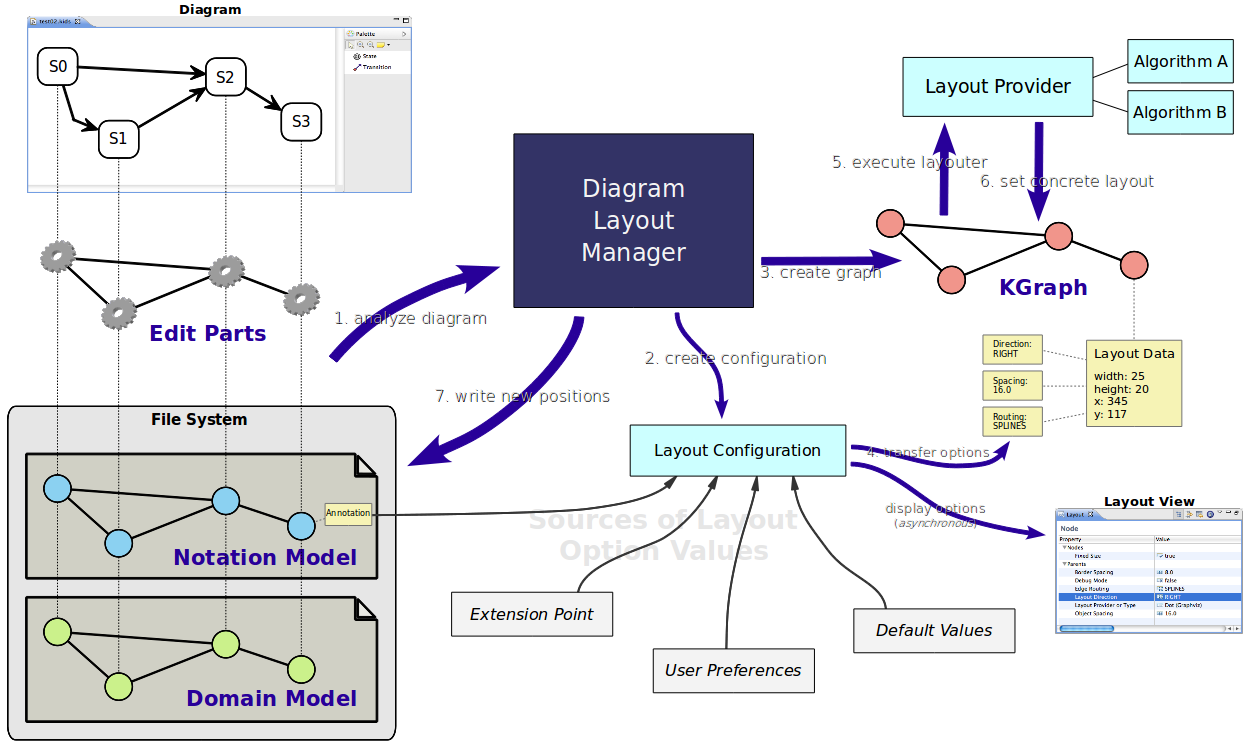 Diagram
test02.kids
Palette
State
Transition
S0
S2
S1
S3
Edit Parts
Diagram
Layout
Manager
Layout Provider
Algorithm A
Algorithm B
5. execute layouter
6. set concrete layout
3. create graph
KGraph
1. analyze diagram
2. create configuration
7. write new positions
Direction:
RIGHT
Spacing:
16.0
Routing:
SPLINES
Layout Data
width: 25
height: 20
x: 345
y: 117
File System
Annotation
Notation Model
Domain Model
Layout Configuration
4. transfer options
display options
(asynchronous)
Sources of Layout
Option Values
Extension Point
User Preferences
Default Values
Layout View
Layout
Node
Property Value
Nodes
Fixed Size true
Parents
Border Spacing 8.0
Debug Mode false
Edge Routing SPLINES
Layout Direction RIGHT
Layout Provider or Type Dot (Graphviz)
Object Spacing 16.0